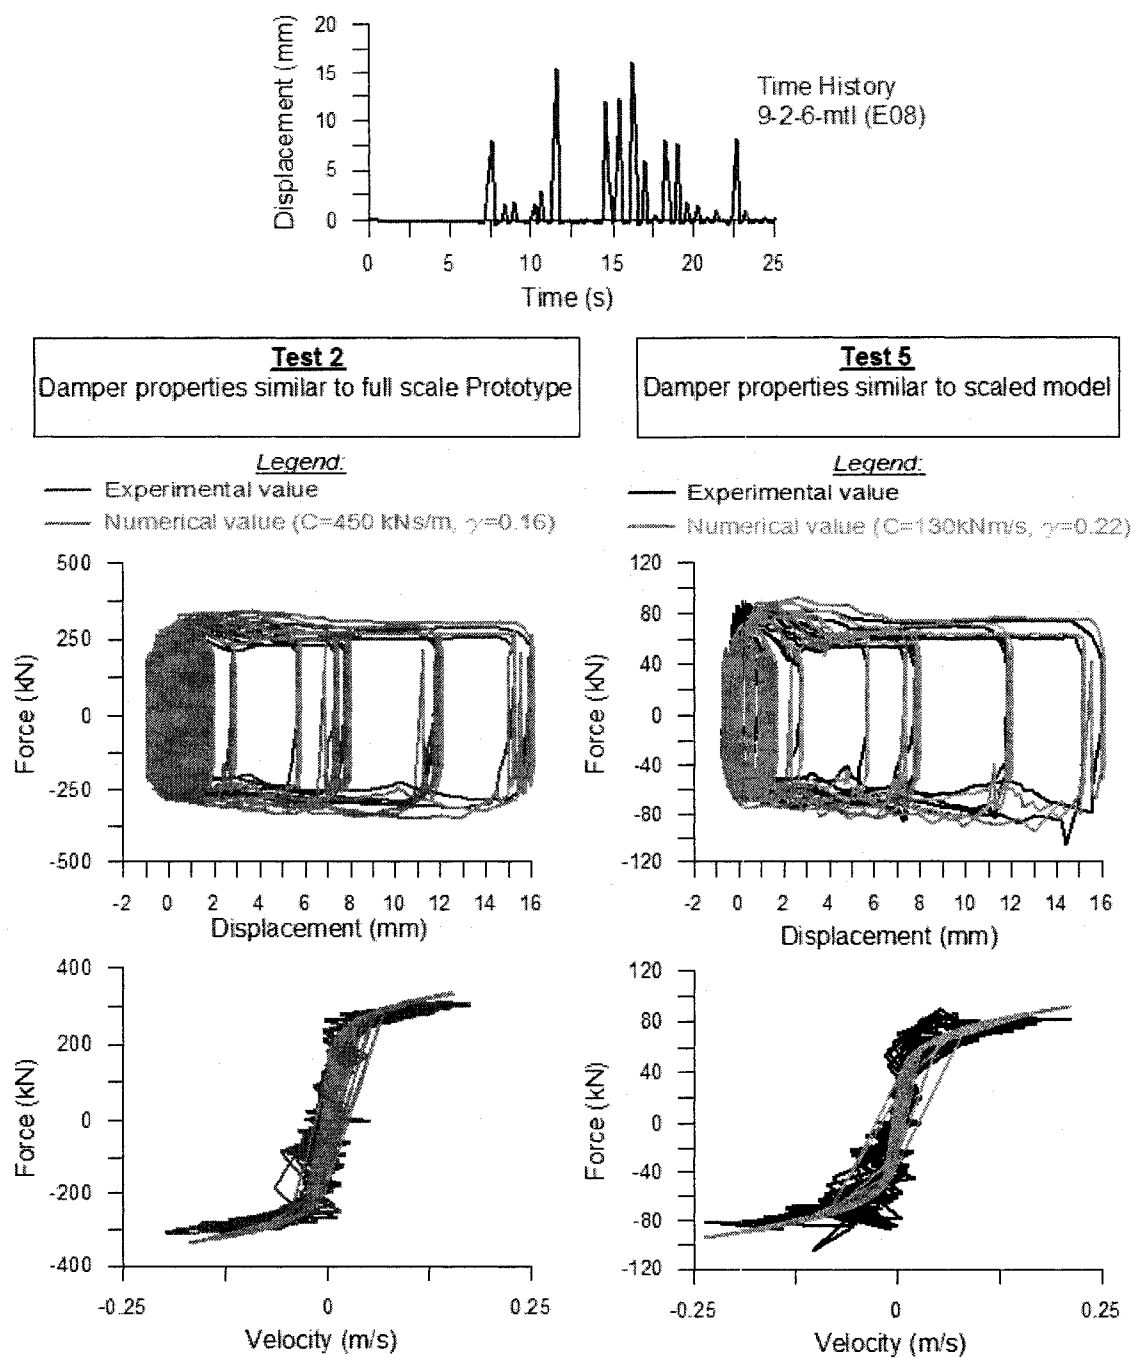 20
15
10
5
0
Displacement (mm)
0 5 10 15 20 25
Time (s)
Time History
9-2-6-mtl (E08)
Test 2
Damper properties similar to full scale Prototype
Legend:
Experimental value
Numerical value (C=450 kNs/m, γ=0.16)
500
250
0
-250
-500
Force (kN)
-2 0 2 4 6 8 10 12 14 16
Displacement (mm)
400
200
0
-200
-400
Force (kN)
-0.25 0 0.25
Velocity (m/s)
Test 5
Damper properties similar to scaled model
Legend:
Experimental value
Numerical value (C=130kNm/s, γ=0.22)
120
80
40
0
-40
-80
-120
Force (kN)
-2 0 2 4 6 8 10 12 14 16
Displacement (mm)
120
80
40
0
-40
-80
-120
Force (kN)
-0.25 0 0.25
Velocity (m/s)